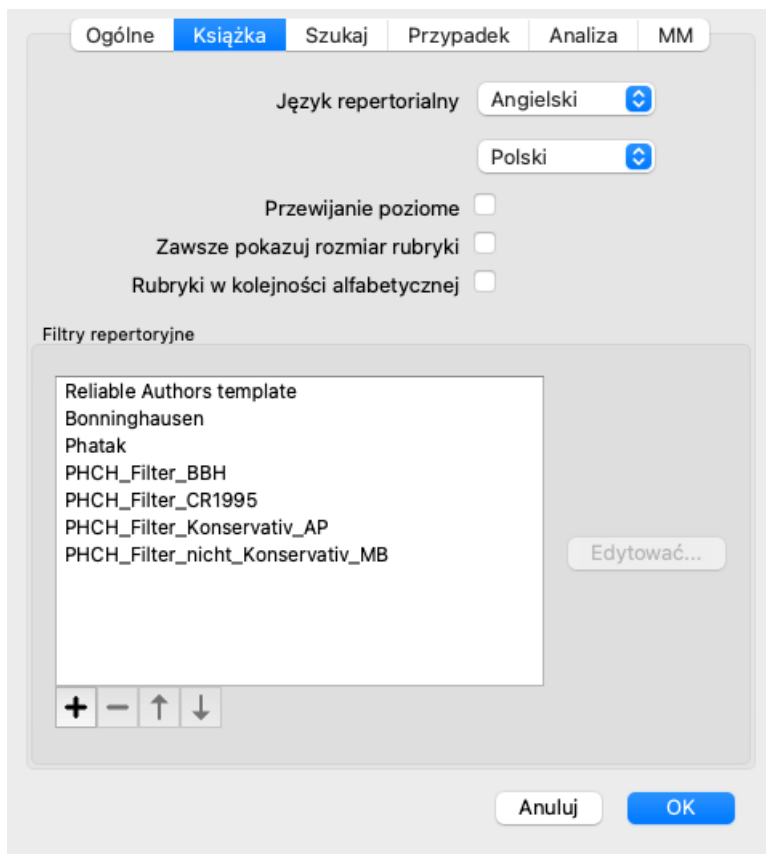 Ogólne Książka Szukaj Przypadek Analiza MM
Język repertorialny Angielski
Polski
Przewijanie poziome
Zawsze pokazuj rozmiar rubryki
Rubryki w kolejności alfabetycznej
Filtry repertoryjne
Reliable Authors template
Bonninghausen
Phatak
PHCH_Filter_BBH
PHCH_Filter_CR1995
PHCH_Filter_Konservativ_AP
PHCH_Filter_nicht_Konservativ_MB
Edytować...
Anuluj OK